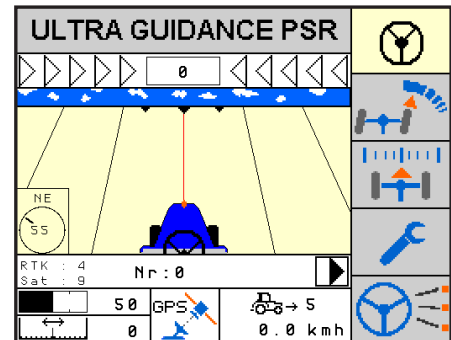 ULTRA GUIDANCE PSR
0
NE
55
RTK : 4
Sat : 9
Nr:0
50
GPS
5
0
0.0 kmh